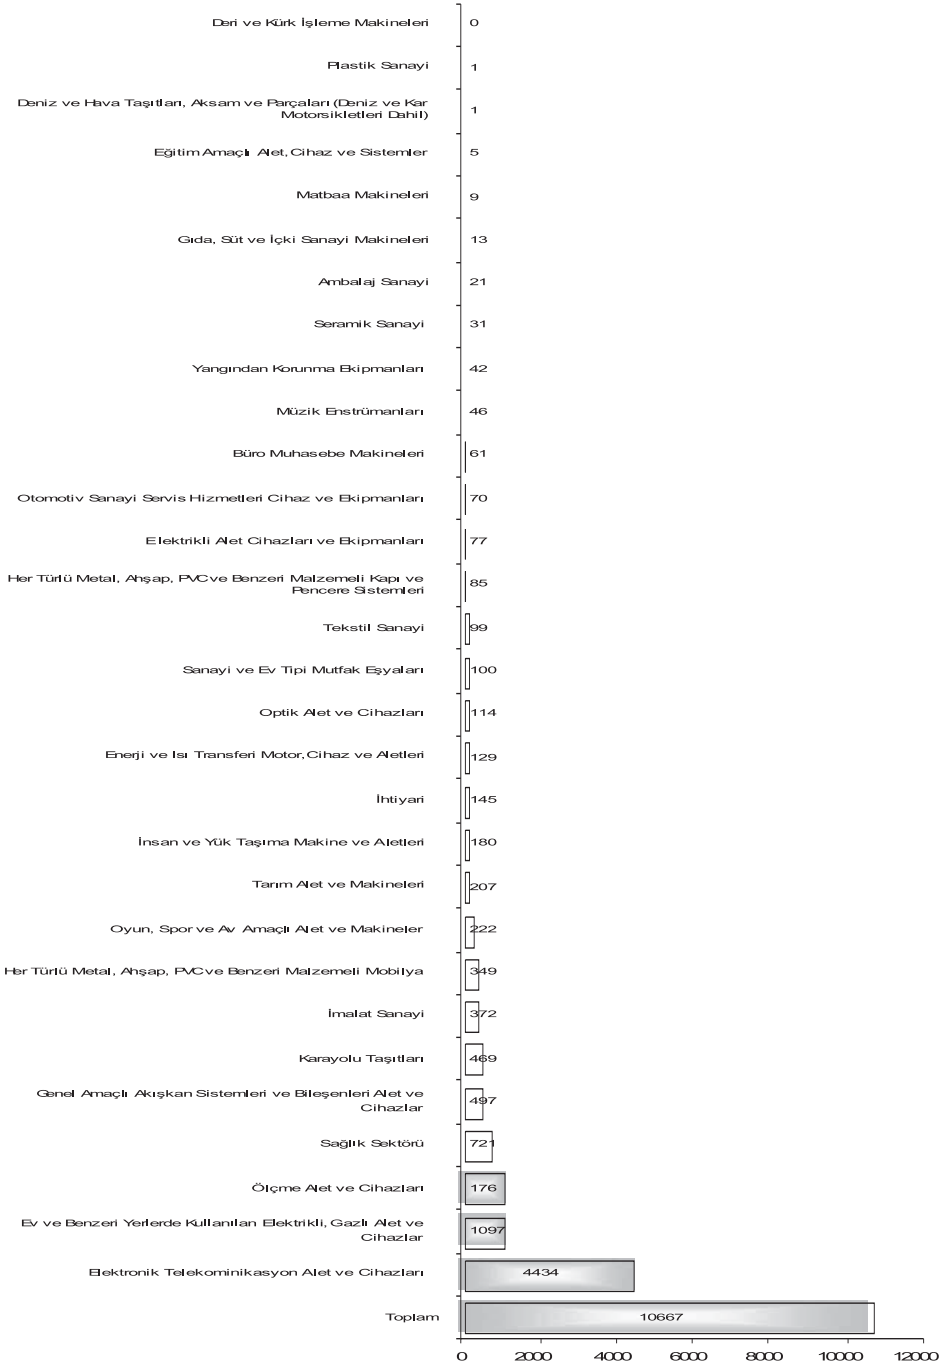 Deri ve Kürk İşleme Makineleri 0
Plastik Sanayi 1
Deniz ve Hava Taşıtları, Aksam ve Parçaları (Deniz ve Kar
Motorsikletleri Dahil) 1
Eğitim Amaçlı Alet, Cihaz ve Sistemler 5
Matbaa Makineleri 9
Gıda, Süt ve İçki Sanayi Makineleri 13
Ambalaj Sanayi 21
Seramik Sanayi 31
Yangından Korunma Ekipmanları 42
Müzik Enstrümanları 46
Büro Muhasebe Makineleri 61
Otomotiv Sanayi Servis Hizmetleri Cihaz ve Ekipmanları 70
Elektrikli Alet Cihazları ve Ekipmanları 77
Her Türlü Metal, Ahşap, PVC ve Benzeri Malzemeli Kapı ve
Pencere Sistemleri 85
Tekstil Sanayi 99
Sanayi ve Ev Tipi Mutfak Eşyaları 100
Optik Alet ve Cihazları 114
Enerji ve Isı Transferi Motor, Cihaz ve Aletleri 129
İhtiyari 145
İnsan ve Yük Taşıma Makine ve Aletleri 180
Tarım Alet ve Makineleri 207
Oyun, Spor ve Av Amaçlı Alet ve Makineler 222
Her Türlü Metal, Ahşap, PVC ve Benzeri Malzemeli Mobilya 349
İmalat Sanayi 372
Karayolu Taşıtları 469
Genel Amaçlı Akışkan Sistemleri ve Bileşenleri Alet ve
Cihazlar 497
Sağlık Sektörü 721
Ölçme Alet ve Cihazları 176
Ev ve Benzeri Yerlerde Kullanılan Elektrikli, Gazlı Alet ve
Cihazlar 1097
Elektronik Telekominikasyon Alet ve Cihazları 4434
Toplam 10667
0 2000 4000 6000 8000 10000 12000